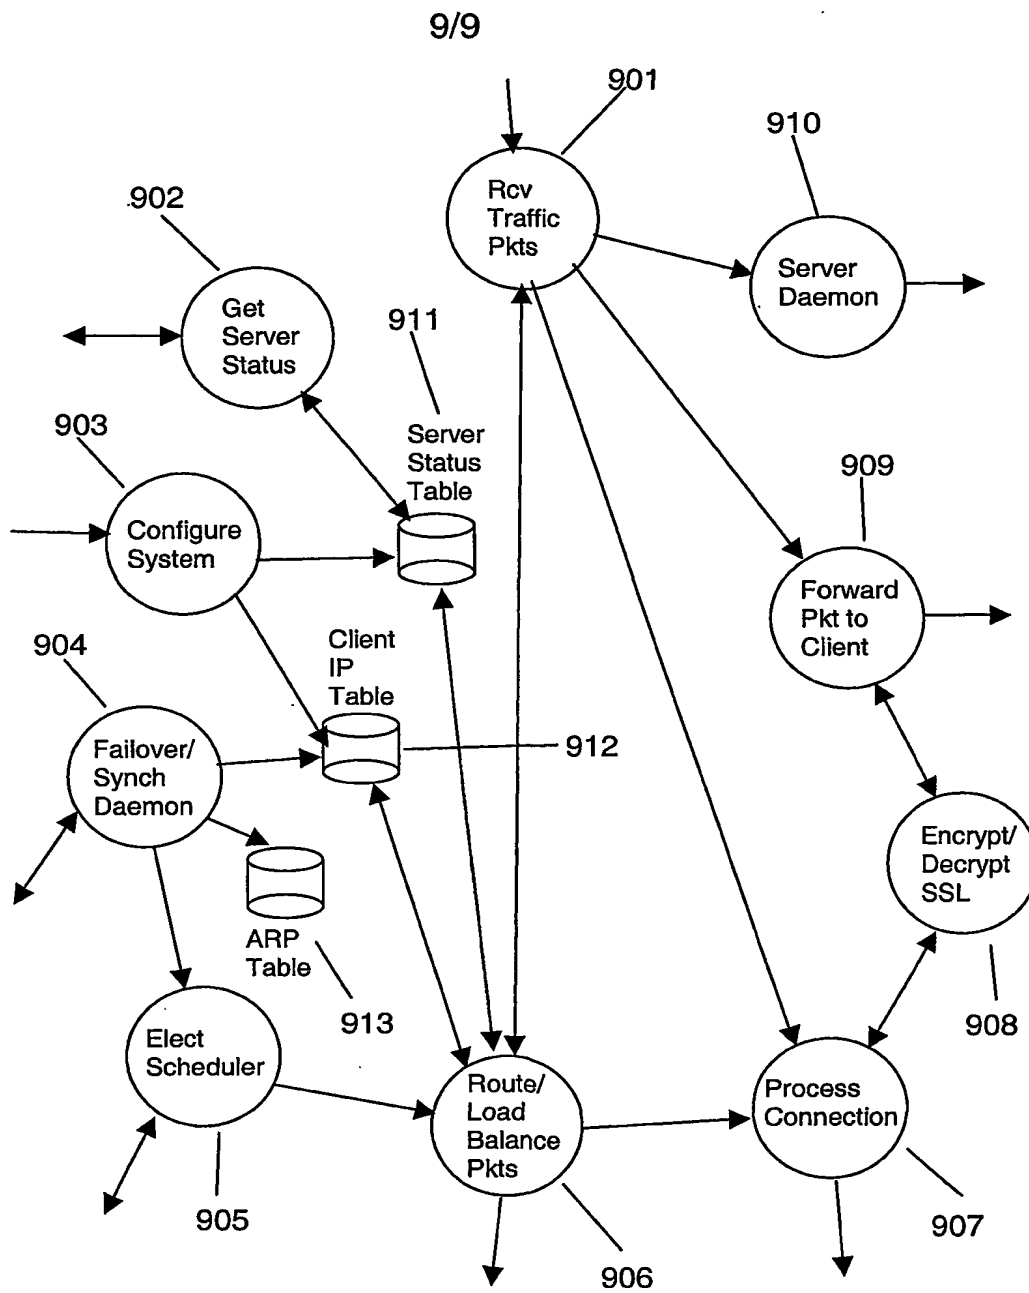 9/9
901
910
Rcv
Traffic
Pkts
902
Server
Daemon
Get
Server
Status
911
903
Server
Status
Table
909
Configure
System
Forward
Pkt to
Client
904
Client
IP
Table
912
Failover/
Synch
Daemon
Encrypt/
Decrypt
SSL
ARP
Table
913
908
Elect
Scheduler
Route/
Load
Balance
Pkts
Process
Connection
905
907
906